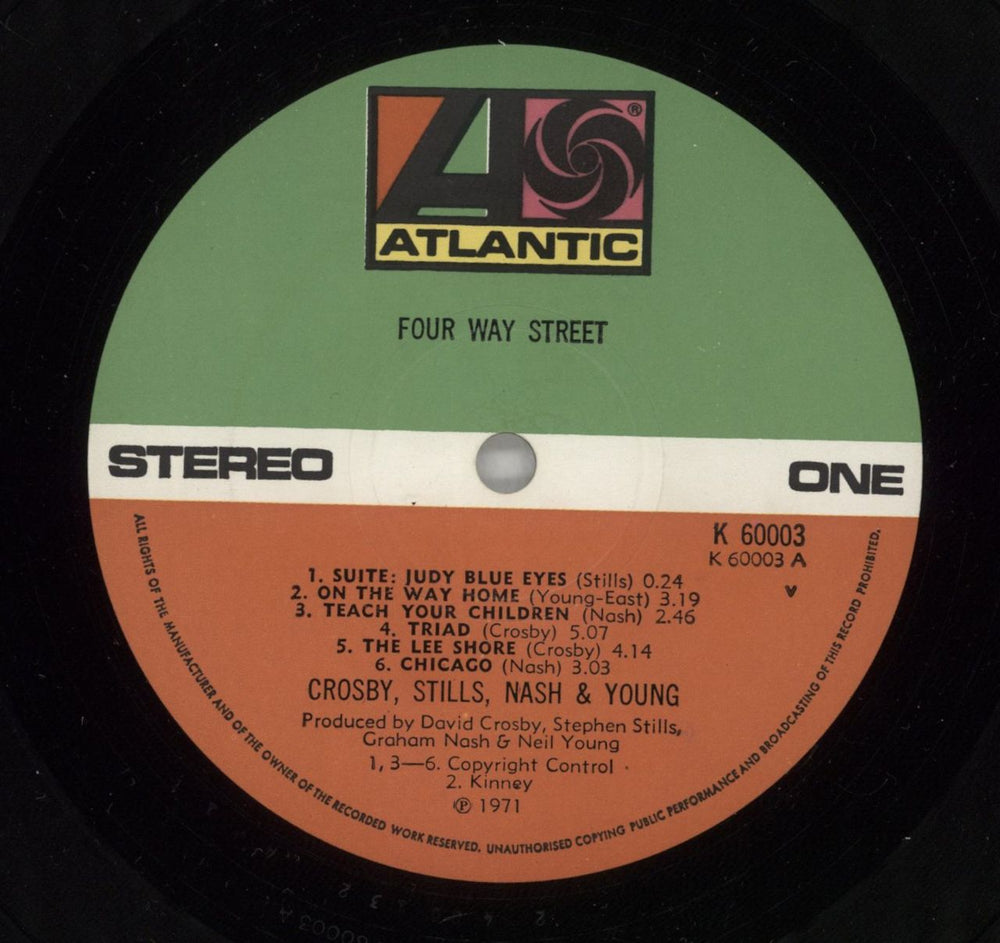 A
®
ATLANTIC
FOUR WAY STREET
STEREO
ONE
K 60003
K 60003 A
1. SUITE: JUDY BLUE EYES (Stills) 0.24
2. ON THE WAY HOME (Young-East) 3.19
3. TEACH YOUR CHILDREN (Nash) 2.46
4. TRIAD (Crosby) 5.07
5. THE LEE SHORE (Crosby) 4.14
6. CHICAGO (Nash) 3.03
CROSBY, STILLS, NASH & YOUNG
Produced by David Crosby, Stephen Stills,
Graham Nash & Neil Young
1, 3—6. Copyright Control
2. Kinney
℗ 1971
ALL RIGHTS OF THE MANUFACTURER AND OF THE OWNER OF THE RECORDED WORK RESERVED. UNAUTHORISED COPYING PUBLIC PERFORMANCE AND BROADCASTING OF THIS RECORD PROHIBITED.
60003 A